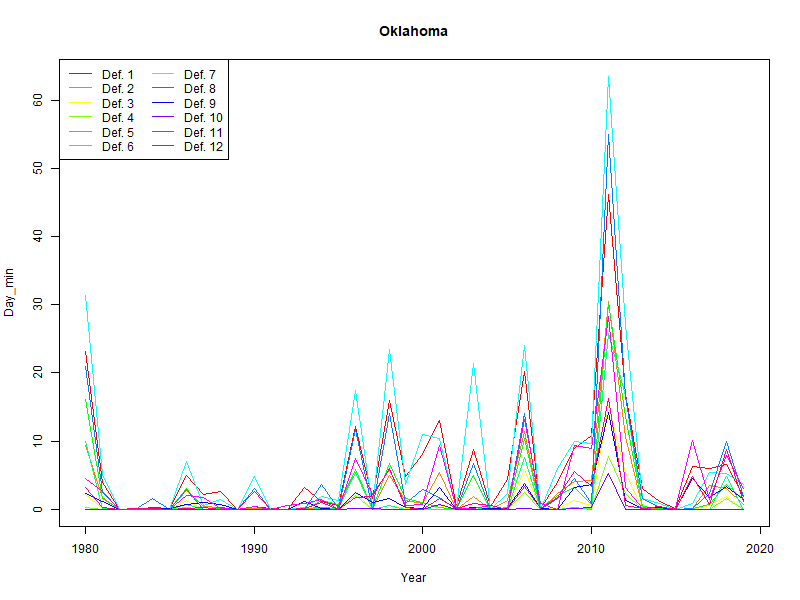 Oklahoma
Def. 1 Def. 7
Def. 2 Def. 8
Def. 3 Def. 9
Def. 4 Def. 10
Def. 5 Def. 11
Def. 6 Def. 12
60
50
40
30
20
10
0
Day_min
1980 1990 2000 2010 2020
Year